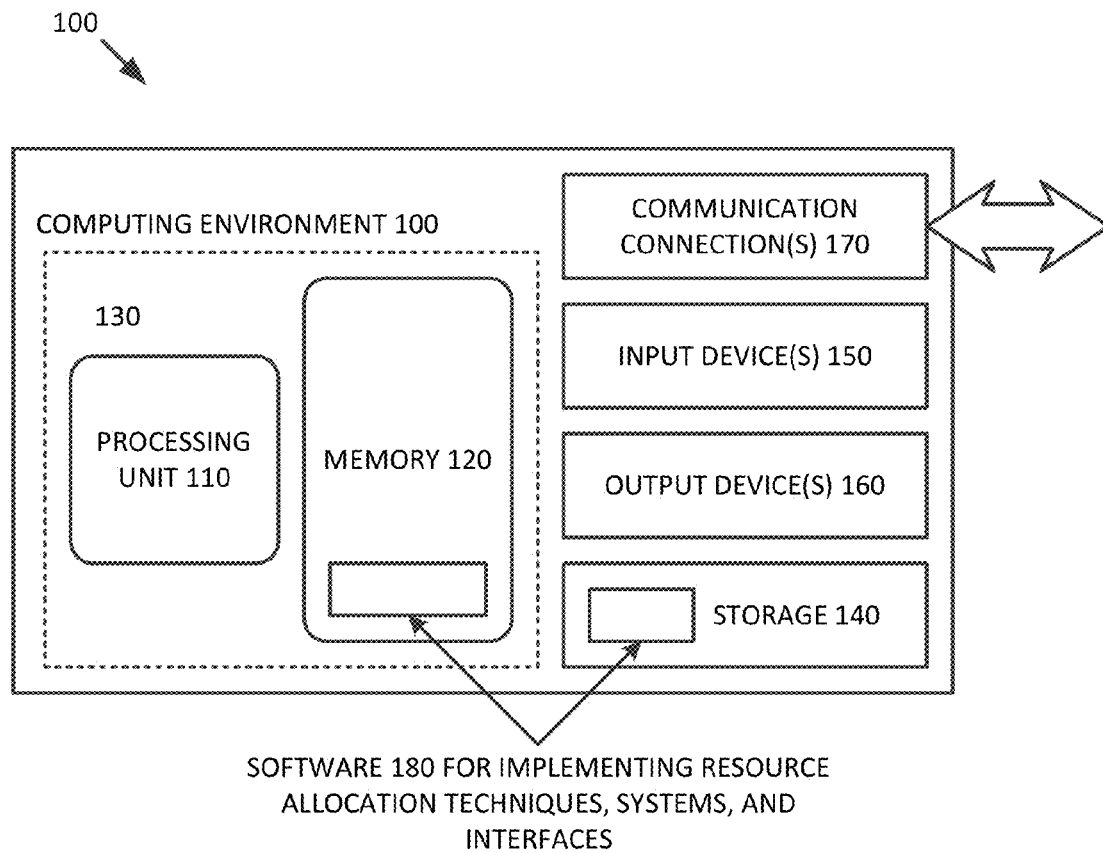 100
COMPUTING ENVIRONMENT 100
130
PROCESSING
UNIT 110
MEMORY 120
COMMUNICATION
CONNECTION(S) 170
INPUT DEVICE(S) 150
OUTPUT DEVICE(S) 160
STORAGE 140
SOFTWARE 180 FOR IMPLEMENTING RESOURCE
ALLOCATION TECHNIQUES, SYSTEMS, AND
INTERFACES